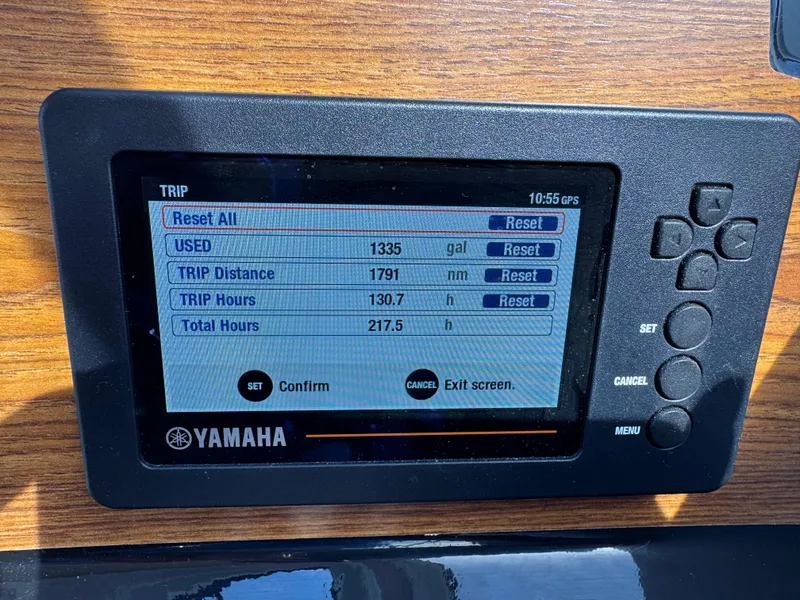 TRIP 10:55 GPS
Reset All Reset
USED 1335 gal Reset
TRIP Distance 1791 nm Reset
TRIP Hours 130.7 h Reset
Total Hours 217.5 h
SET Confirm CANCEL Exit screen.
YAMAHA
SET
CANCEL
MENU